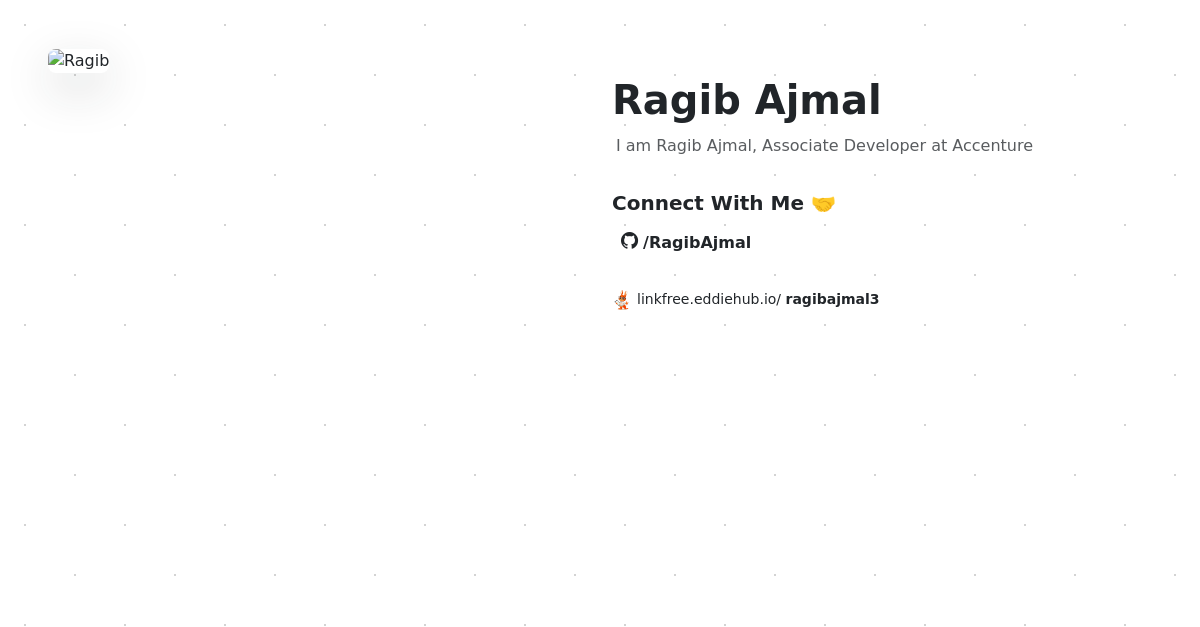 Ragib
Ragib Ajmal
I am Ragib Ajmal, Associate Developer at Accenture
Connect With Me 🤝
/RagibAjmal
linkfree.eddiehub.io/ ragibajmal3